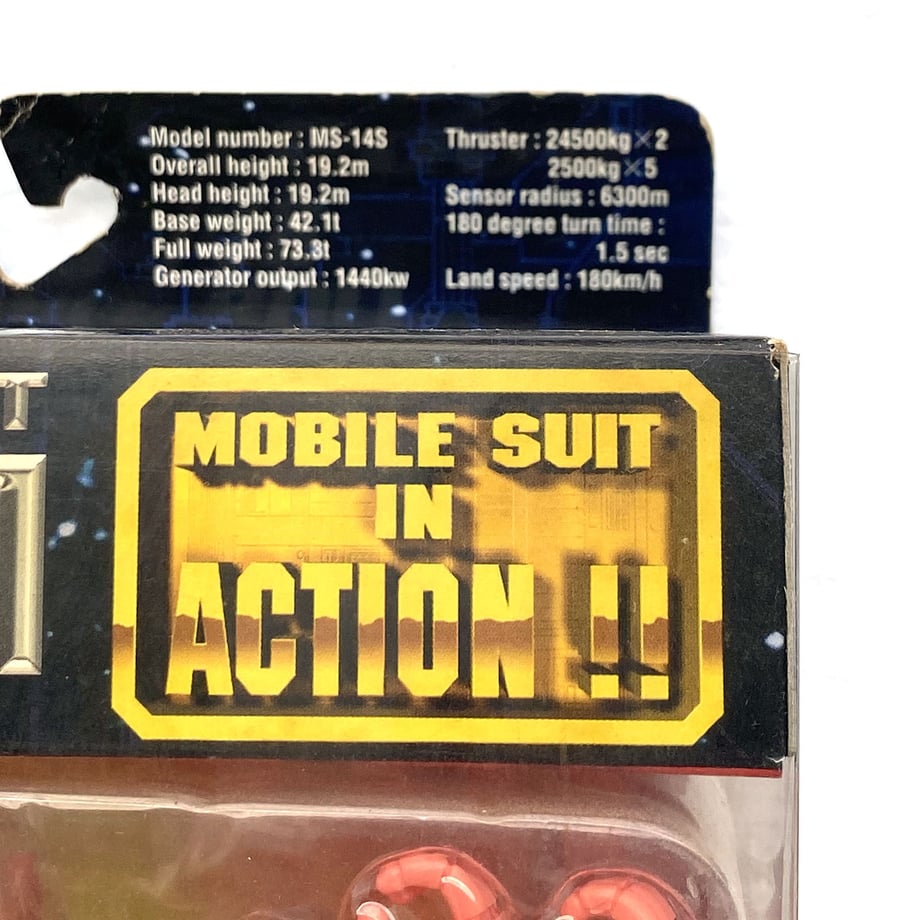 Model number : MS-14S
Overall height : 19.2m
Head height : 19.2m
Base weight : 42.1t
Full weight : 73.3t
Generator output : 1440kw
Thruster : 24500kg×2
2500kg×5
Sensor radius : 6300m
180 degree turn time :
1.5 sec
Land speed : 180km/h
T
MOBILE SUIT
IN
ACTION !!